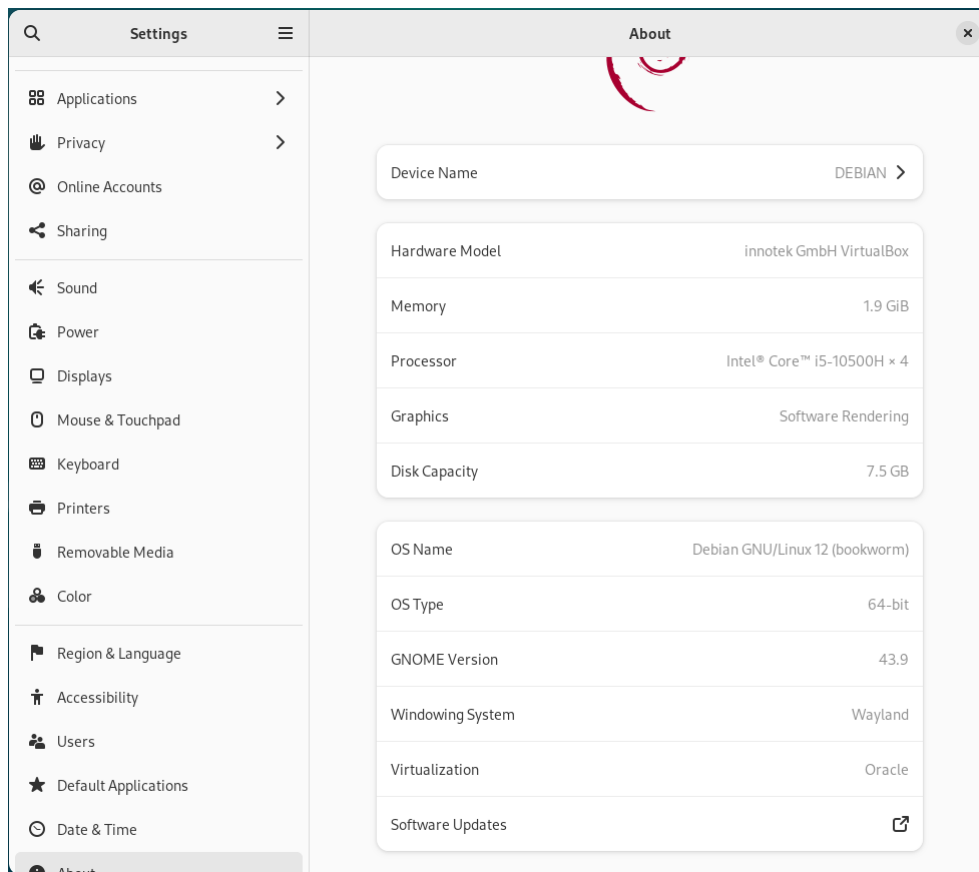 Settings
About
Applications
Privacy
Online Accounts
Sharing
Sound
Power
Displays
Mouse & Touchpad
Keyboard
Printers
Removable Media
Color
Region & Language
Accessibility
Users
Default Applications
Date & Time
About
Device Name DEBIAN
Hardware Model innotek GmbH VirtualBox
Memory 1.9 GiB
Processor Intel® Core™ i5-10500H × 4
Graphics Software Rendering
Disk Capacity 7.5 GB
OS Name Debian GNU/Linux 12 (bookworm)
OS Type 64-bit
GNOME Version 43.9
Windowing System Wayland
Virtualization Oracle
Software Updates